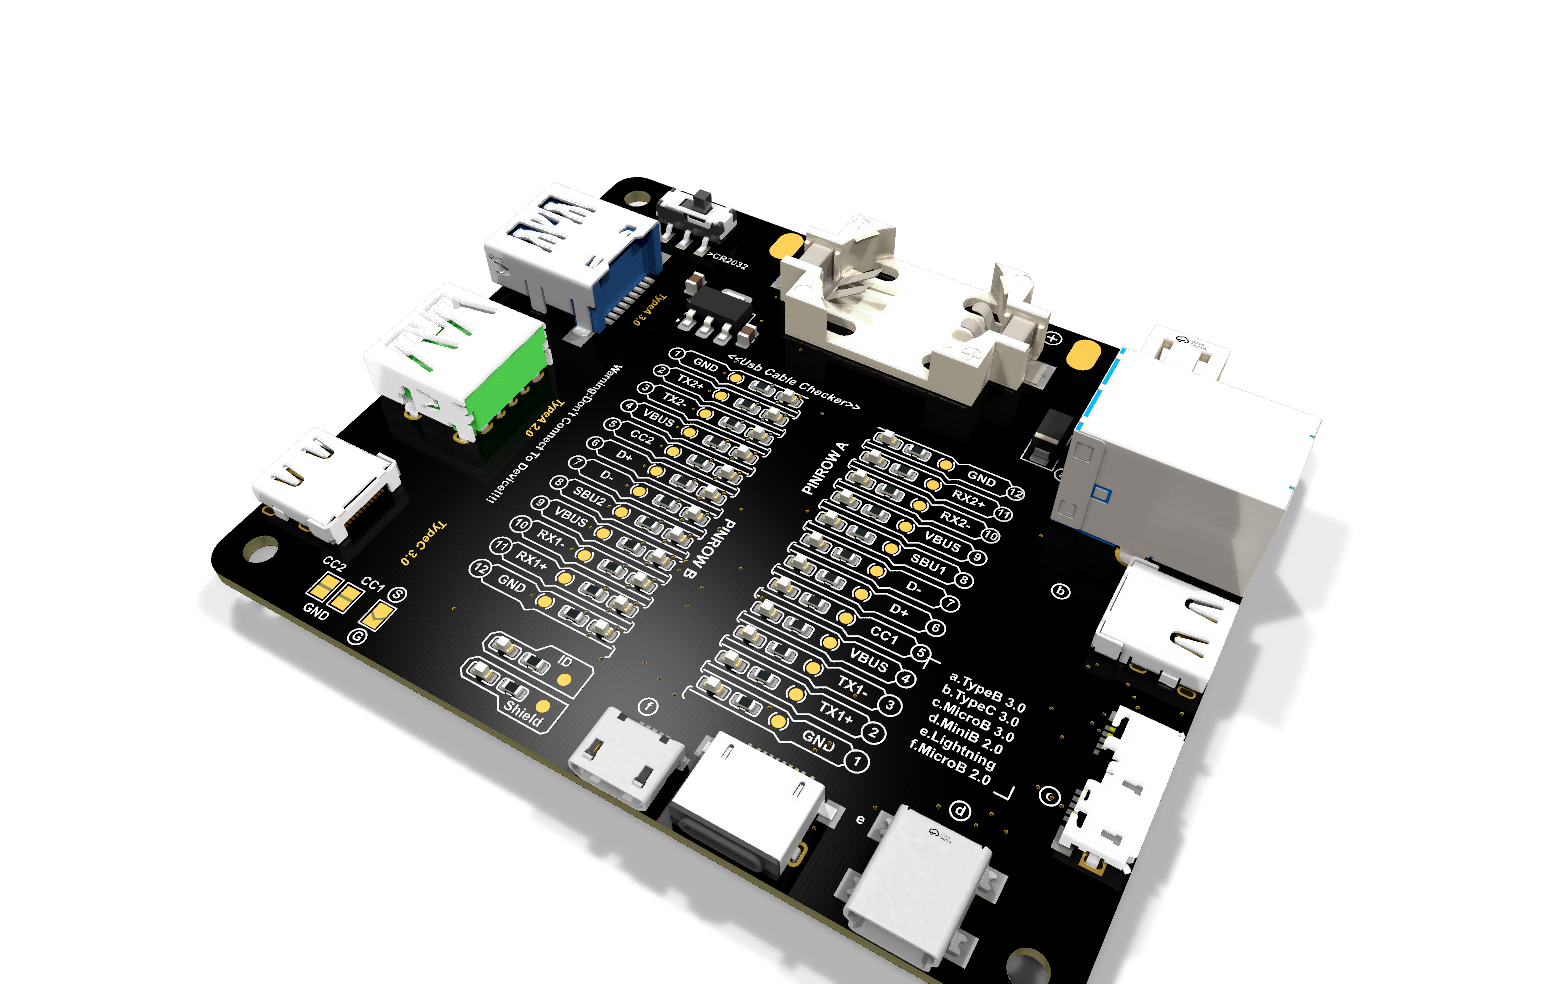 >CR2032
TypeA 3.0
<<Usb Cable Checker>>
Warning!Don't Connect To Device!!!
TypeA 2.0
TypeC 3.0
1 GND
2 TX2+
3 TX2-
4 VBUS
5 CC2
6 D+
7 D-
8 SBU2
9 VBUS
10 RX1-
11 RX1+
12 GND
PINROW B
PINROW A
GND 12
RX2+ 11
RX2- 10
VBUS 9
SBU1 8
D- 7
D+ 6
CC1 5
VBUS 4
TX1- 3
TX1+ 2
GND 1
CC2
CC1
S
GND
G
ID
Shield
+
a.TypeB 3.0
b.TypeC 3.0
c.MicroB 3.0
d.MiniB 2.0
e.Lightning
f.MicroB 2.0
b
c
d
e
f